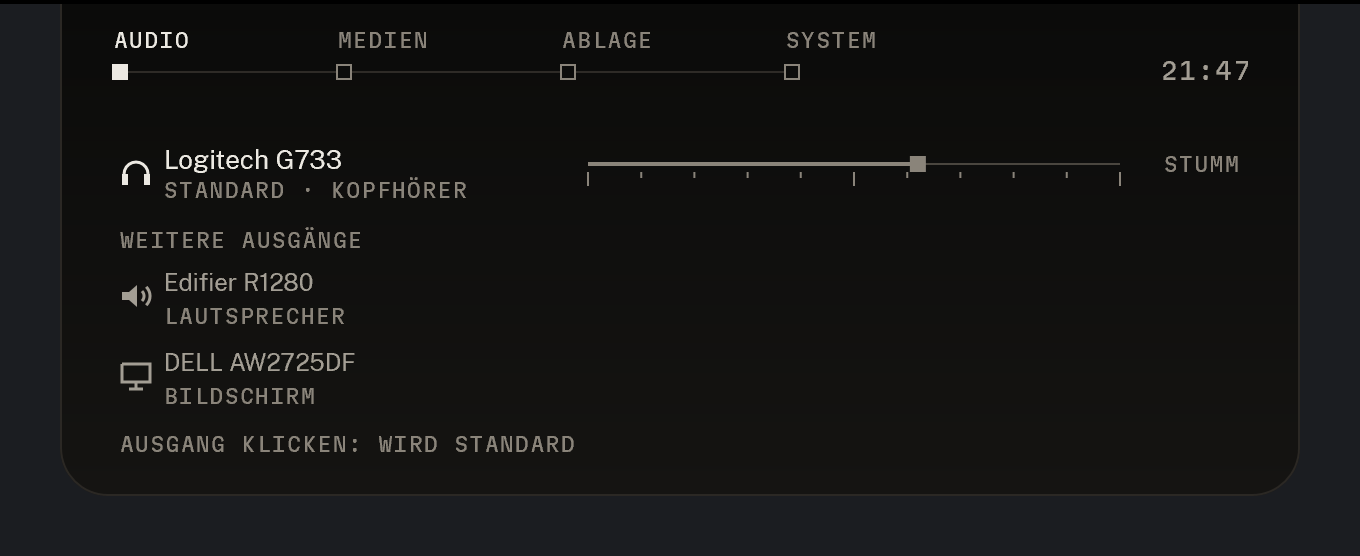 AUDIO MEDIEN ABLAGE SYSTEM
21:47
Logitech G733
STANDARD · KOPFHÖRER
STUMM
WEITERE AUSGÄNGE
Edifier R1280
LAUTSPRECHER
DELL AW2725DF
BILDSCHIRM
AUSGANG KLICKEN: WIRD STANDARD